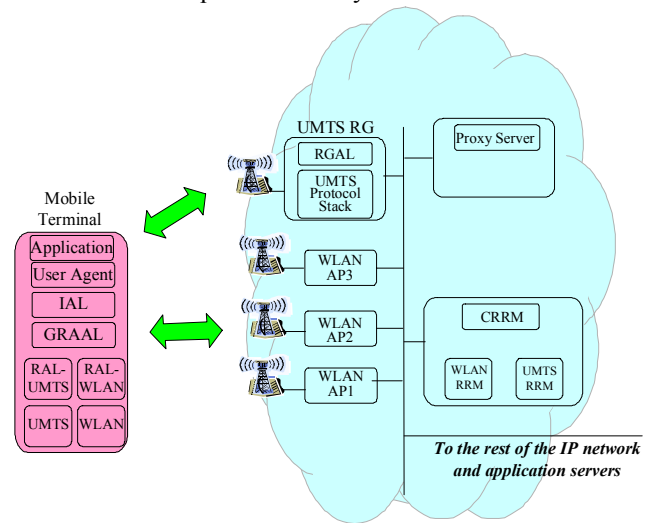 UMTS RG
RGAL
UMTS
Protocol
Stack
Proxy Server
Mobile
Terminal
Application
User Agent
IAL
GRAAL
RAL-
UMTS
RAL-
WLAN
UMTS
WLAN
WLAN
AP3
WLAN
AP2
WLAN
AP1
CRRM
WLAN
RRM
UMTS
RRM
To the rest of the IP network
and application servers